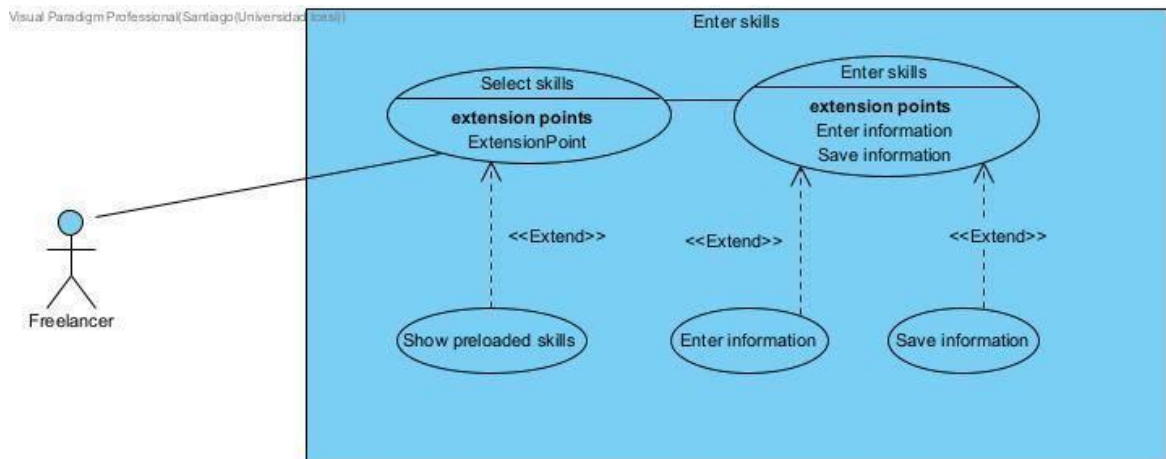 Visual Paradigm Professional(Santiago(Universidad Icesi))
Enter skills
Select skills
extension points
ExtensionPoint
Enter skills
extension points
Enter information
Save information
<<Extend>>
<<Extend>>
<<Extend>>
Freelancer
Show preloaded skills
Enter information
Save information